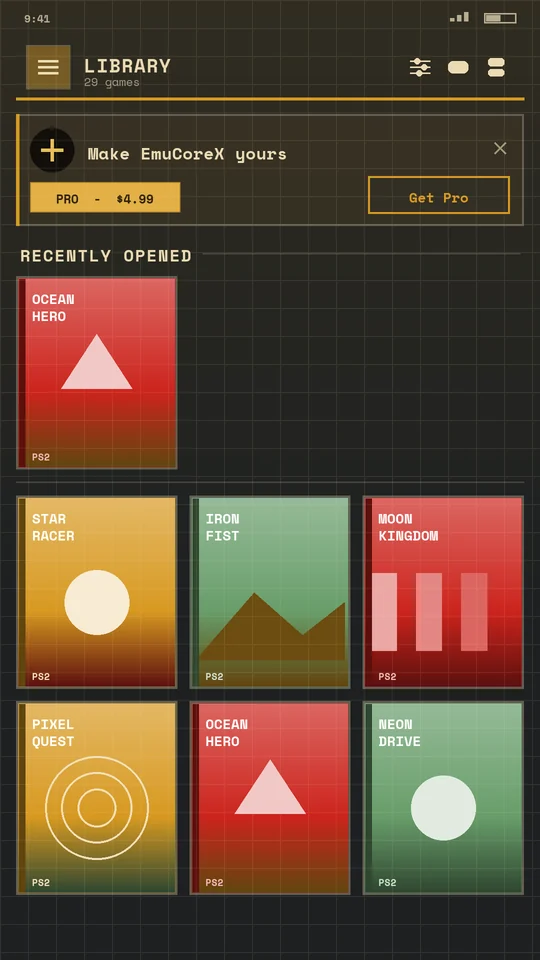 9:41
LIBRARY
29 games
Make EmuCoreX yours
PRO - $4.99
Get Pro
RECENTLY OPENED
OCEAN
HERO
PS2
STAR
RACER
PS2
IRON
FIST
PS2
MOON
KINGDOM
PS2
PIXEL
QUEST
PS2
OCEAN
HERO
PS2
NEON
DRIVE
PS2